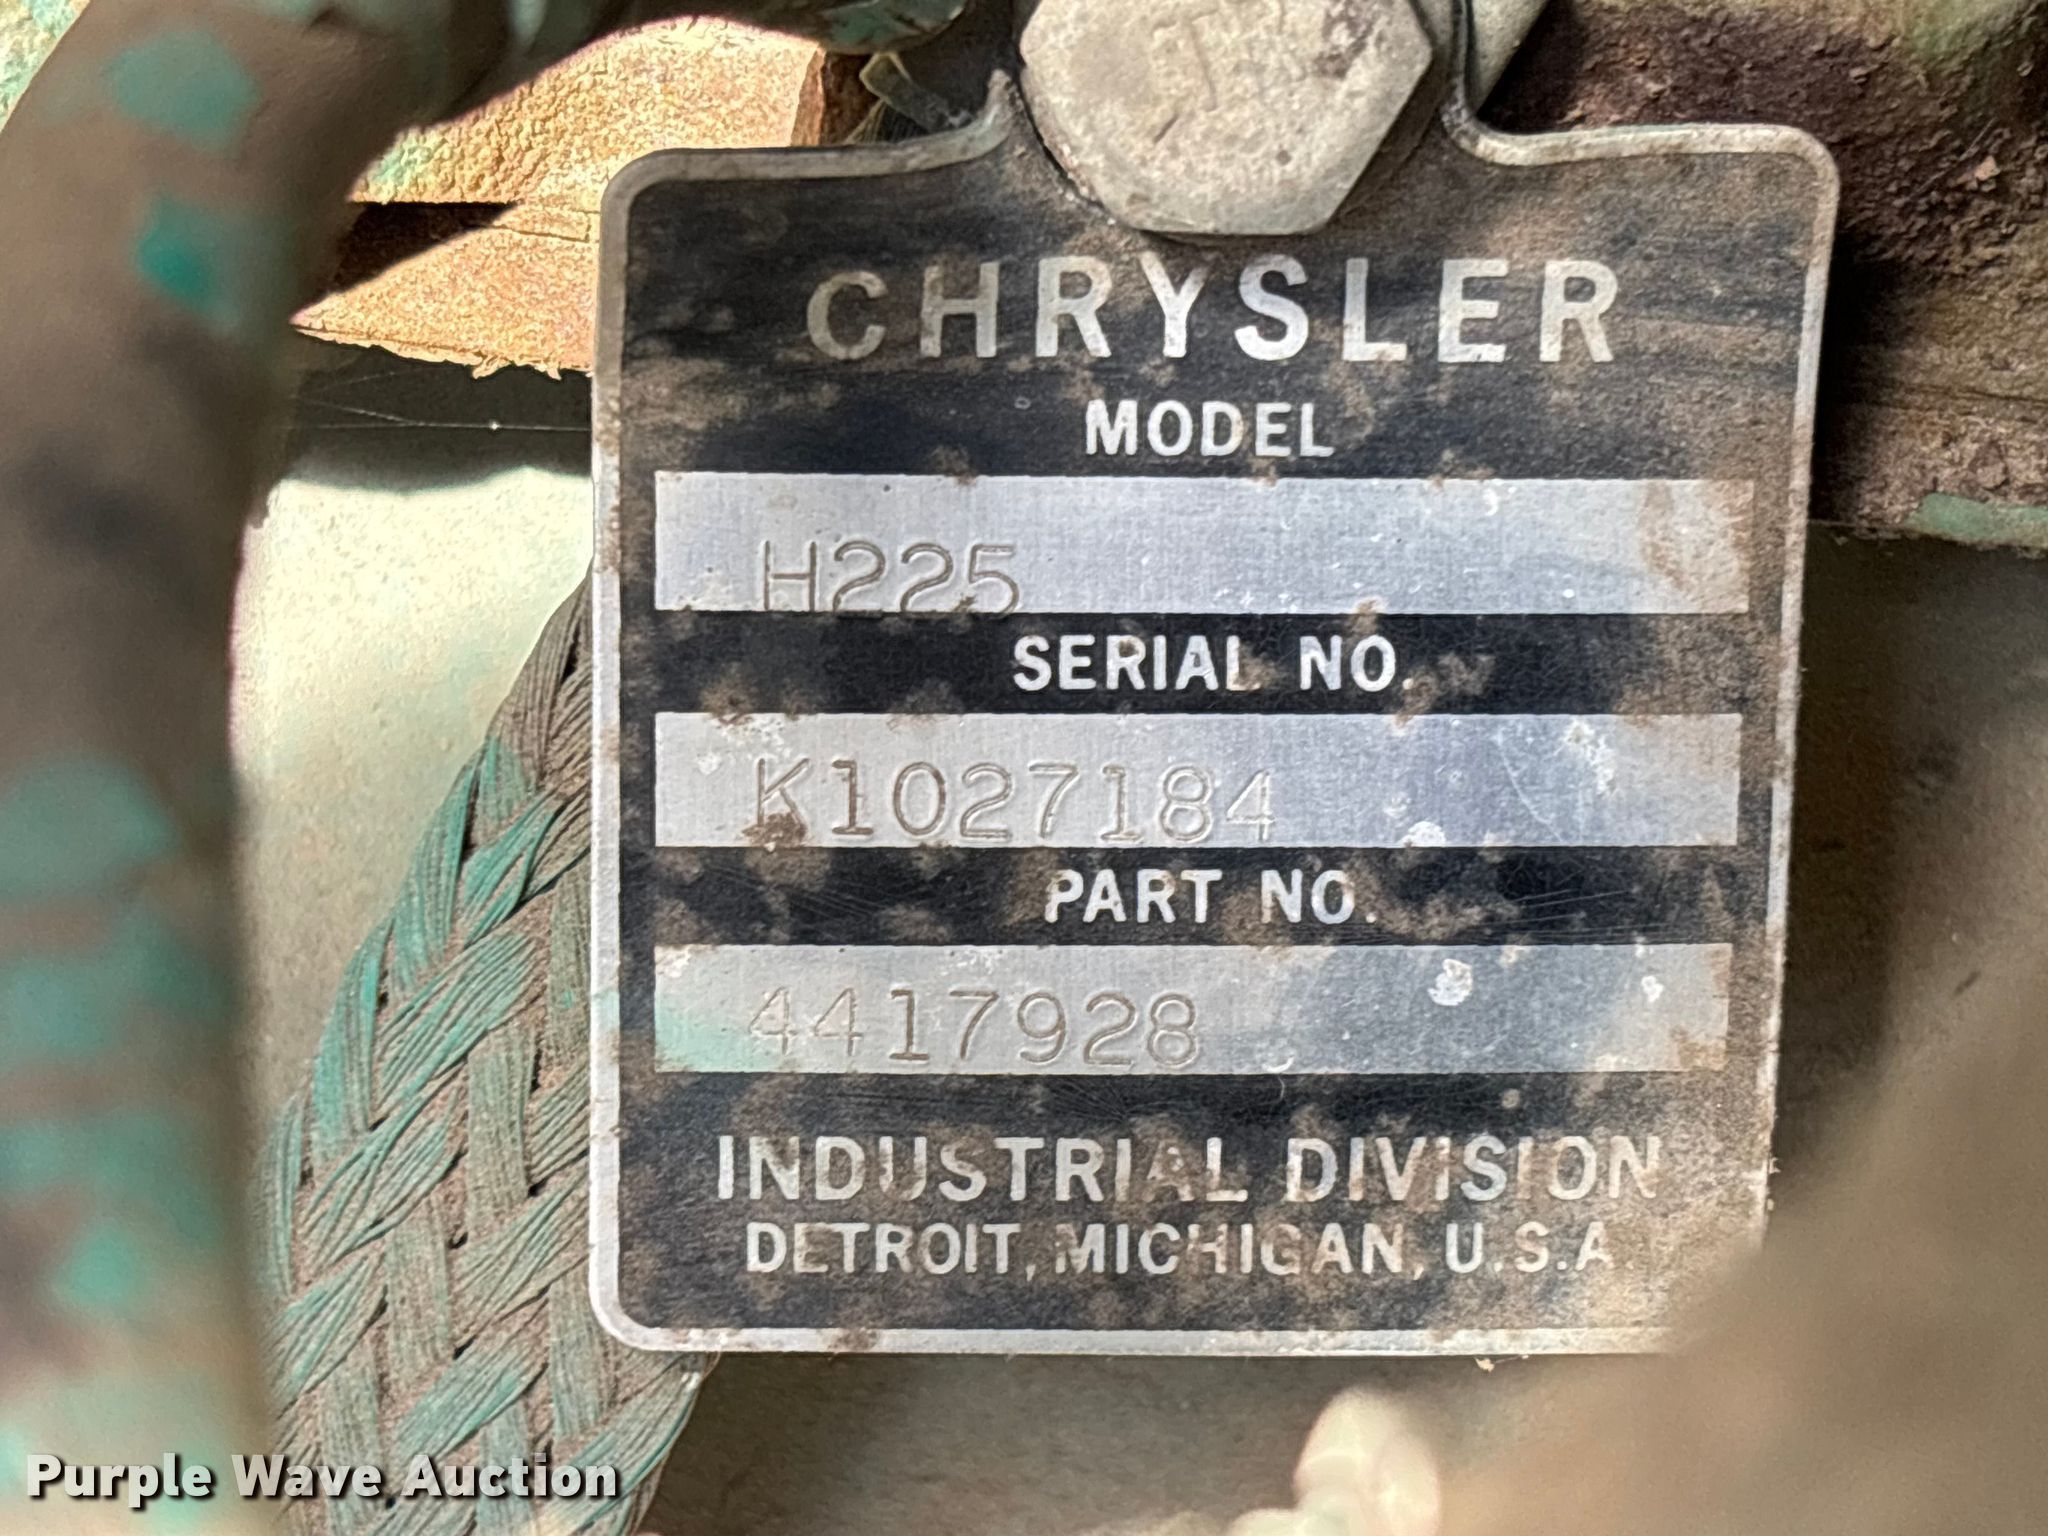 CHRYSLER
MODEL
H225
SERIAL NO.
K1027184
PART NO.
4417928
INDUSTRIAL DIVISION
DETROIT, MICHIGAN, U.S.A.
Purple Wave Auction